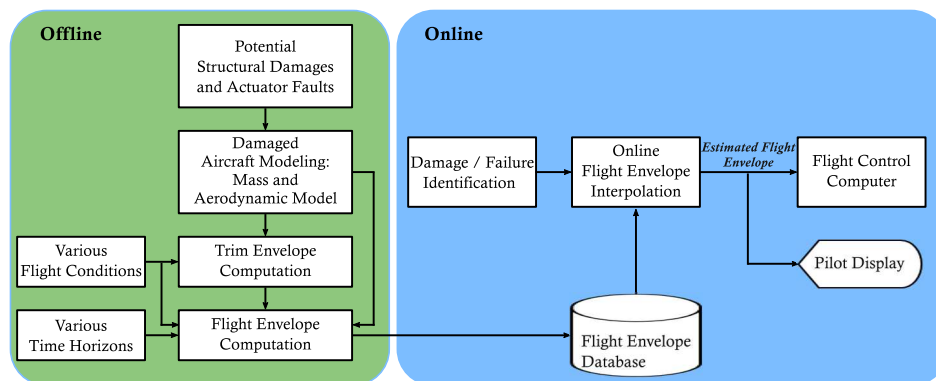 Offline
Potential
Structural Damages
and Actuator Faults
Damaged
Aircraft Modeling:
Mass and
Aerodynamic Model
Various
Flight Conditions
Trim Envelope
Computation
Various
Time Horizons
Flight Envelope
Computation
Online
Damage / Failure
Identification
Online
Flight Envelope
Interpolation
Estimated Flight
Envelope
Flight Control
Computer
Pilot Display
Flight Envelope
Database